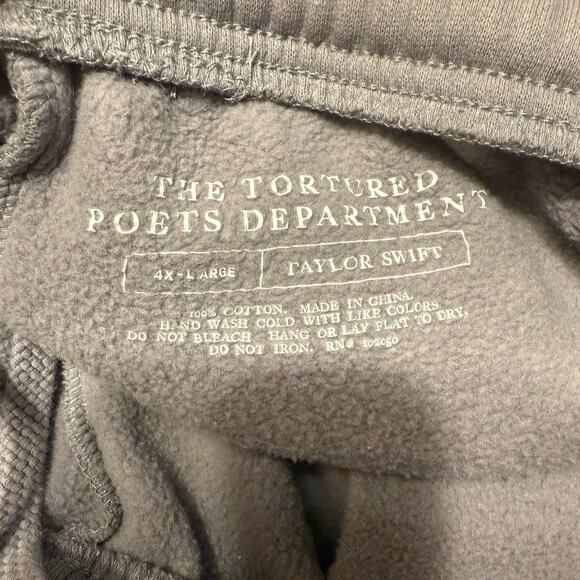 THE TORTURED
POETS DEPARTMENT
4X-LARGE TAYLOR SWIFT
100% COTTON. MADE IN CHINA.
HAND WASH COLD WITH LIKE COLORS
DO NOT BLEACH. HANG OR LAY FLAT TO DRY.
DO NOT IRON. RN# 102050